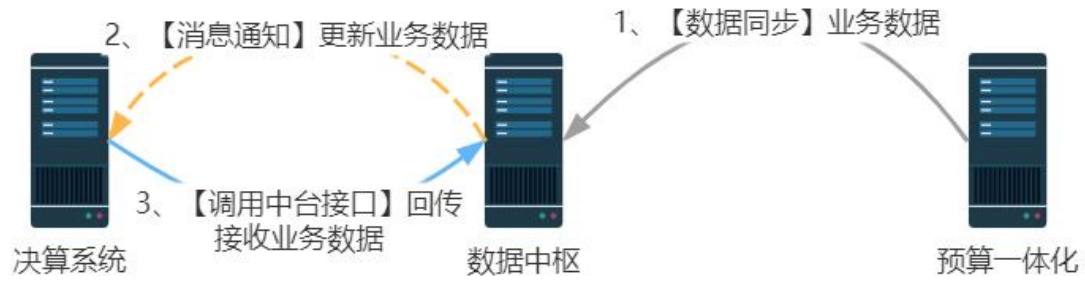 2、【消息通知】更新业务数据
1、【数据同步】业务数据
3、【调用中台接口】回传
接收业务数据
决算系统
数据中枢
预算一体化